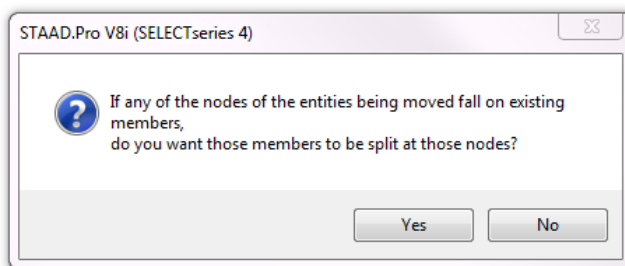 STAAD.Pro V8i (SELECTseries 4)
If any of the nodes of the entities being moved fall on existing
members,
do you want those members to be split at those nodes?
Yes
No